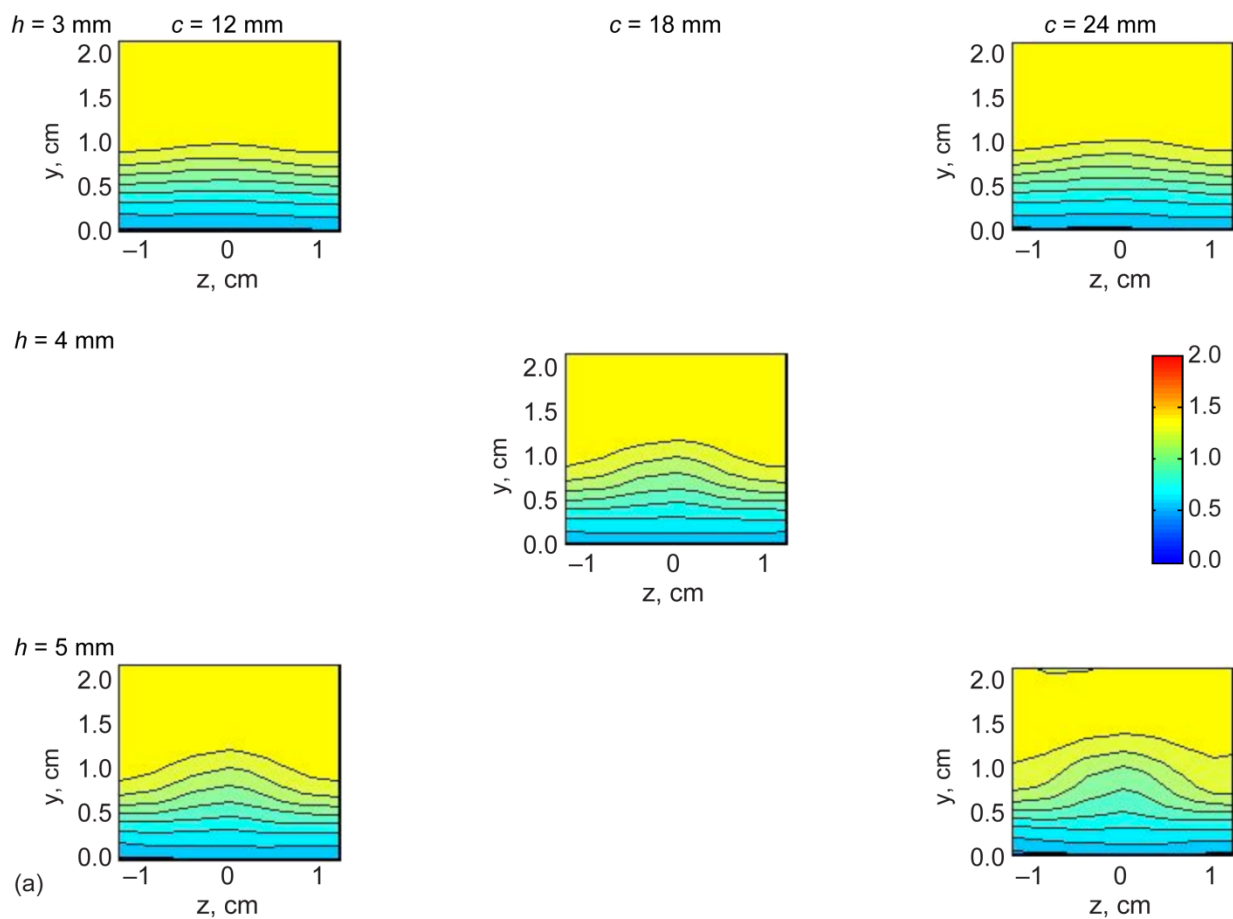 h = 3 mm c = 12 mm c = 18 mm c = 24 mm
2.0 2.0
1.5 1.5
1.0 1.0
y, cm y, cm
0.5 0.5
0.0 0.0
–1 0 1 –1 0 1
z, cm z, cm
h = 4 mm
2.0 2.0
1.5 1.5
1.0 1.0
y, cm
0.5 0.5
0.0 0.0
–1 0 1
z, cm
h = 5 mm
2.0 2.0
1.5 1.5
1.0 1.0
y, cm y, cm
0.5 0.5
0.0 0.0
–1 0 1 –1 0 1
(a)
z, cm z, cm